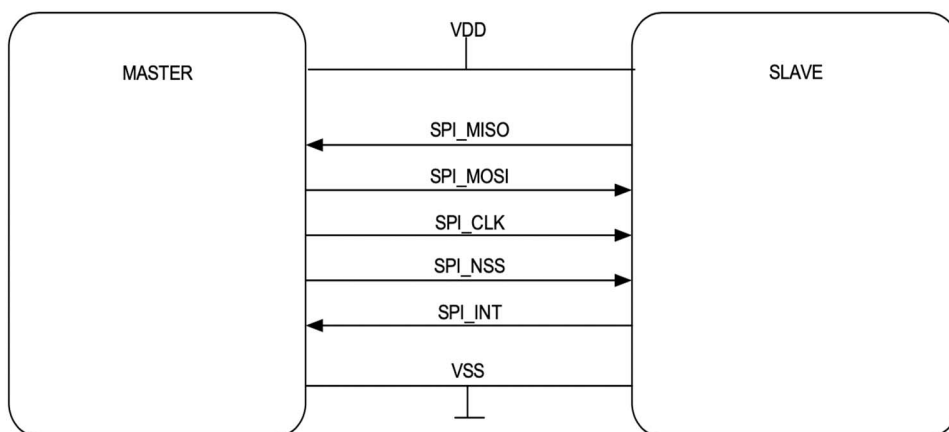 VDD
MASTER
SLAVE
SPI_MISO
SPI_MOSI
SPI_CLK
SPI_NSS
SPI_INT
VSS